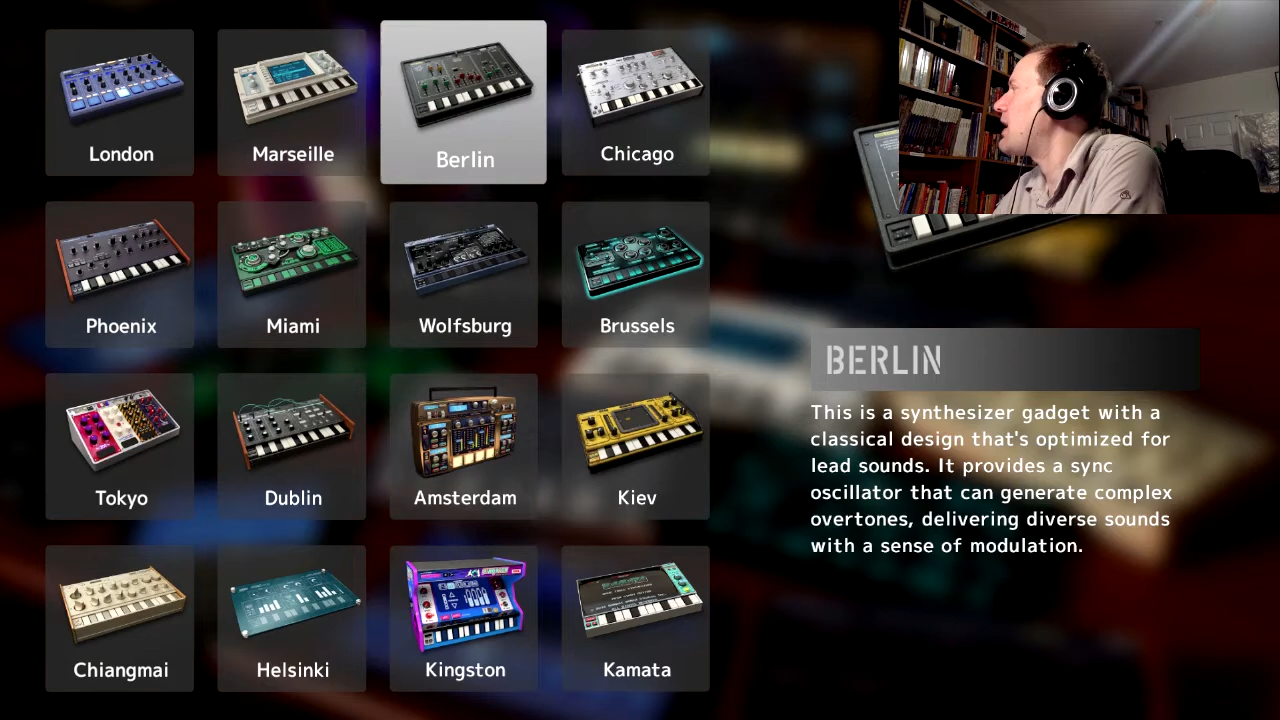 London
Marseille
Berlin
Chicago
Phoenix
Miami
Wolfsburg
Brussels
Tokyo
Dublin
Amsterdam
Kiev
Chiangmai
Helsinki
Kingston
Kamata
BERLIN
This is a synthesizer gadget with a
classical design that's optimized for
lead sounds. It provides a sync
oscillator that can generate complex
overtones, delivering diverse sounds
with a sense of modulation.